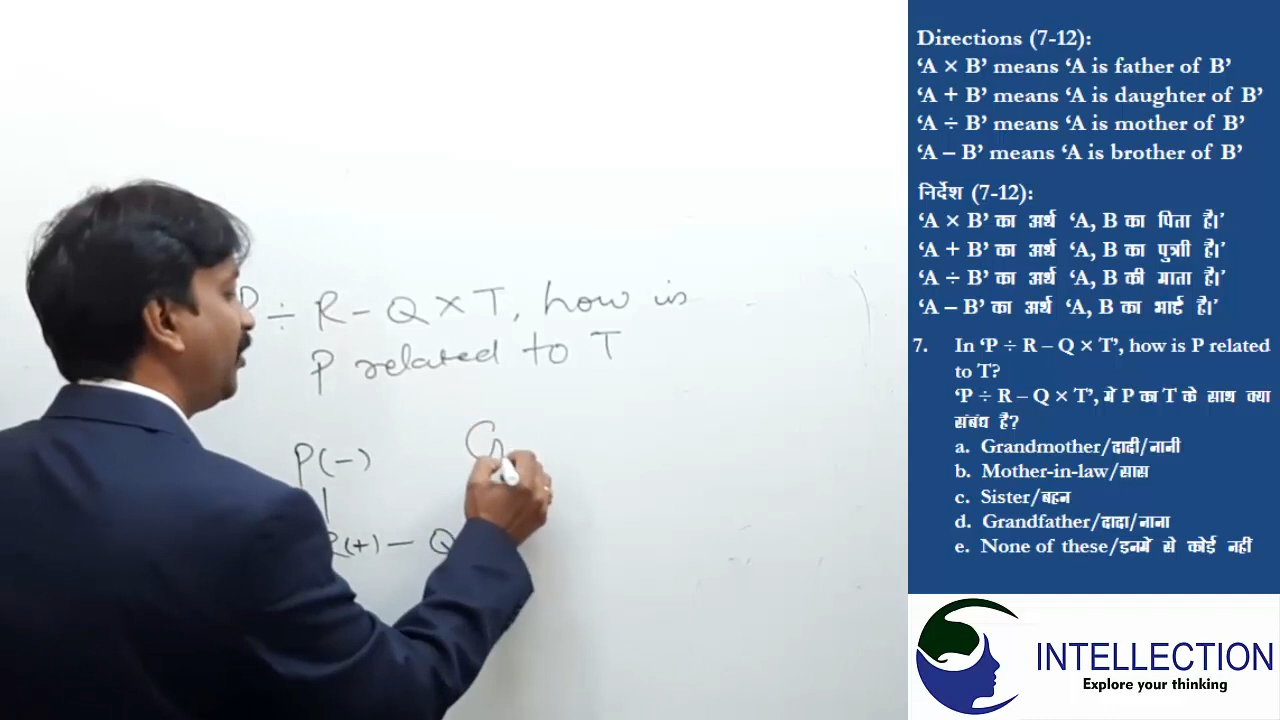 P ÷ R – Q × T, how is
P related to T
P(–)
R(+) – Q
G
Directions (7-12):
‘A × B’ means ‘A is father of B’
‘A + B’ means ‘A is daughter of B’
‘A ÷ B’ means ‘A is mother of B’
‘A – B’ means ‘A is brother of B’
निर्देश (7-12):
‘A × B’ का अर्थ ‘A, B का पिता है।’
‘A + B’ का अर्थ ‘A, B का पुत्राी है।’
‘A ÷ B’ का अर्थ ‘A, B की माता है।’
‘A – B’ का अर्थ ‘A, B का भाई है।’
7. In ‘P ÷ R – Q × T’, how is P related
to T?
‘P ÷ R – Q × T’, में P का T के साथ क्या
संबंध है?
a. Grandmother/दादी/नानी
b. Mother-in-law/सास
c. Sister/बहन
d. Grandfather/दादा/नाना
e. None of these/इनमें से कोई नहीं
INTELLECTION
Explore your thinking